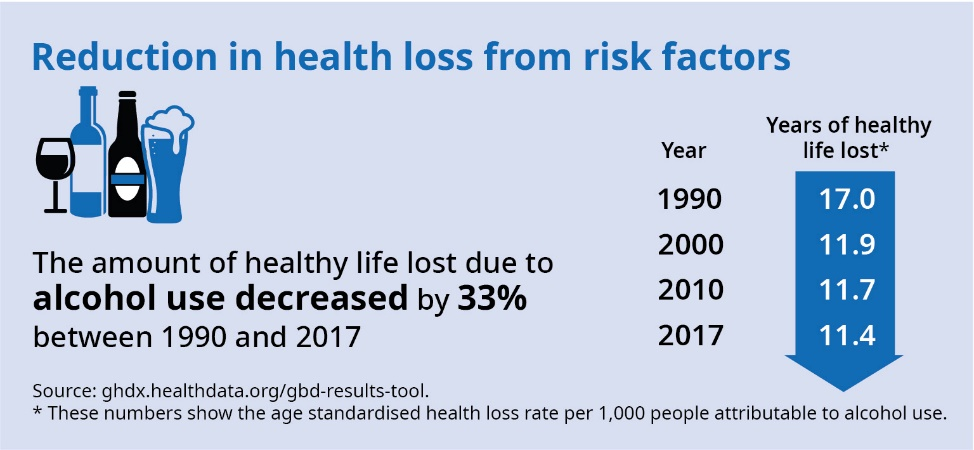 Reduction in health loss from risk factors
The amount of healthy life lost due to
alcohol use decreased by 33%
between 1990 and 2017
Year
Years of healthy
life lost*
1990 17.0
2000 11.9
2010 11.7
2017 11.4
Source: ghdx.healthdata.org/gbd-results-tool.
* These numbers show the age standardised health loss rate per 1,000 people attributable to alcohol use.